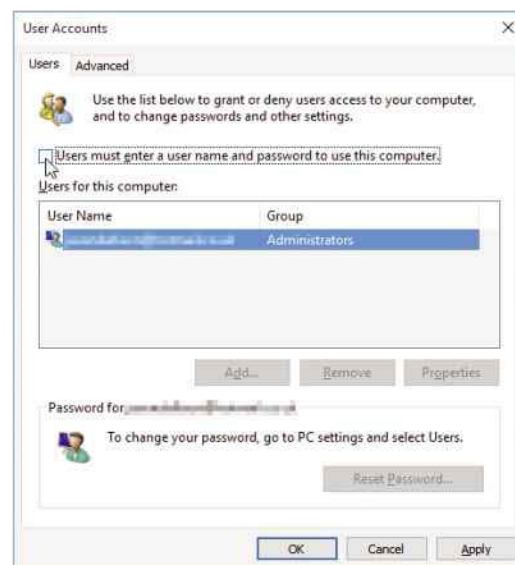 User Accounts
Users Advanced
Use the list below to grant or deny users access to your computer,
and to change passwords and other settings.
Users must enter a user name and password to use this computer.
Users for this computer:
User Name Group
Administrators
Add... Remove Properties
Password for
To change your password, go to PC settings and select Users.
Reset Password...
OK Cancel Apply